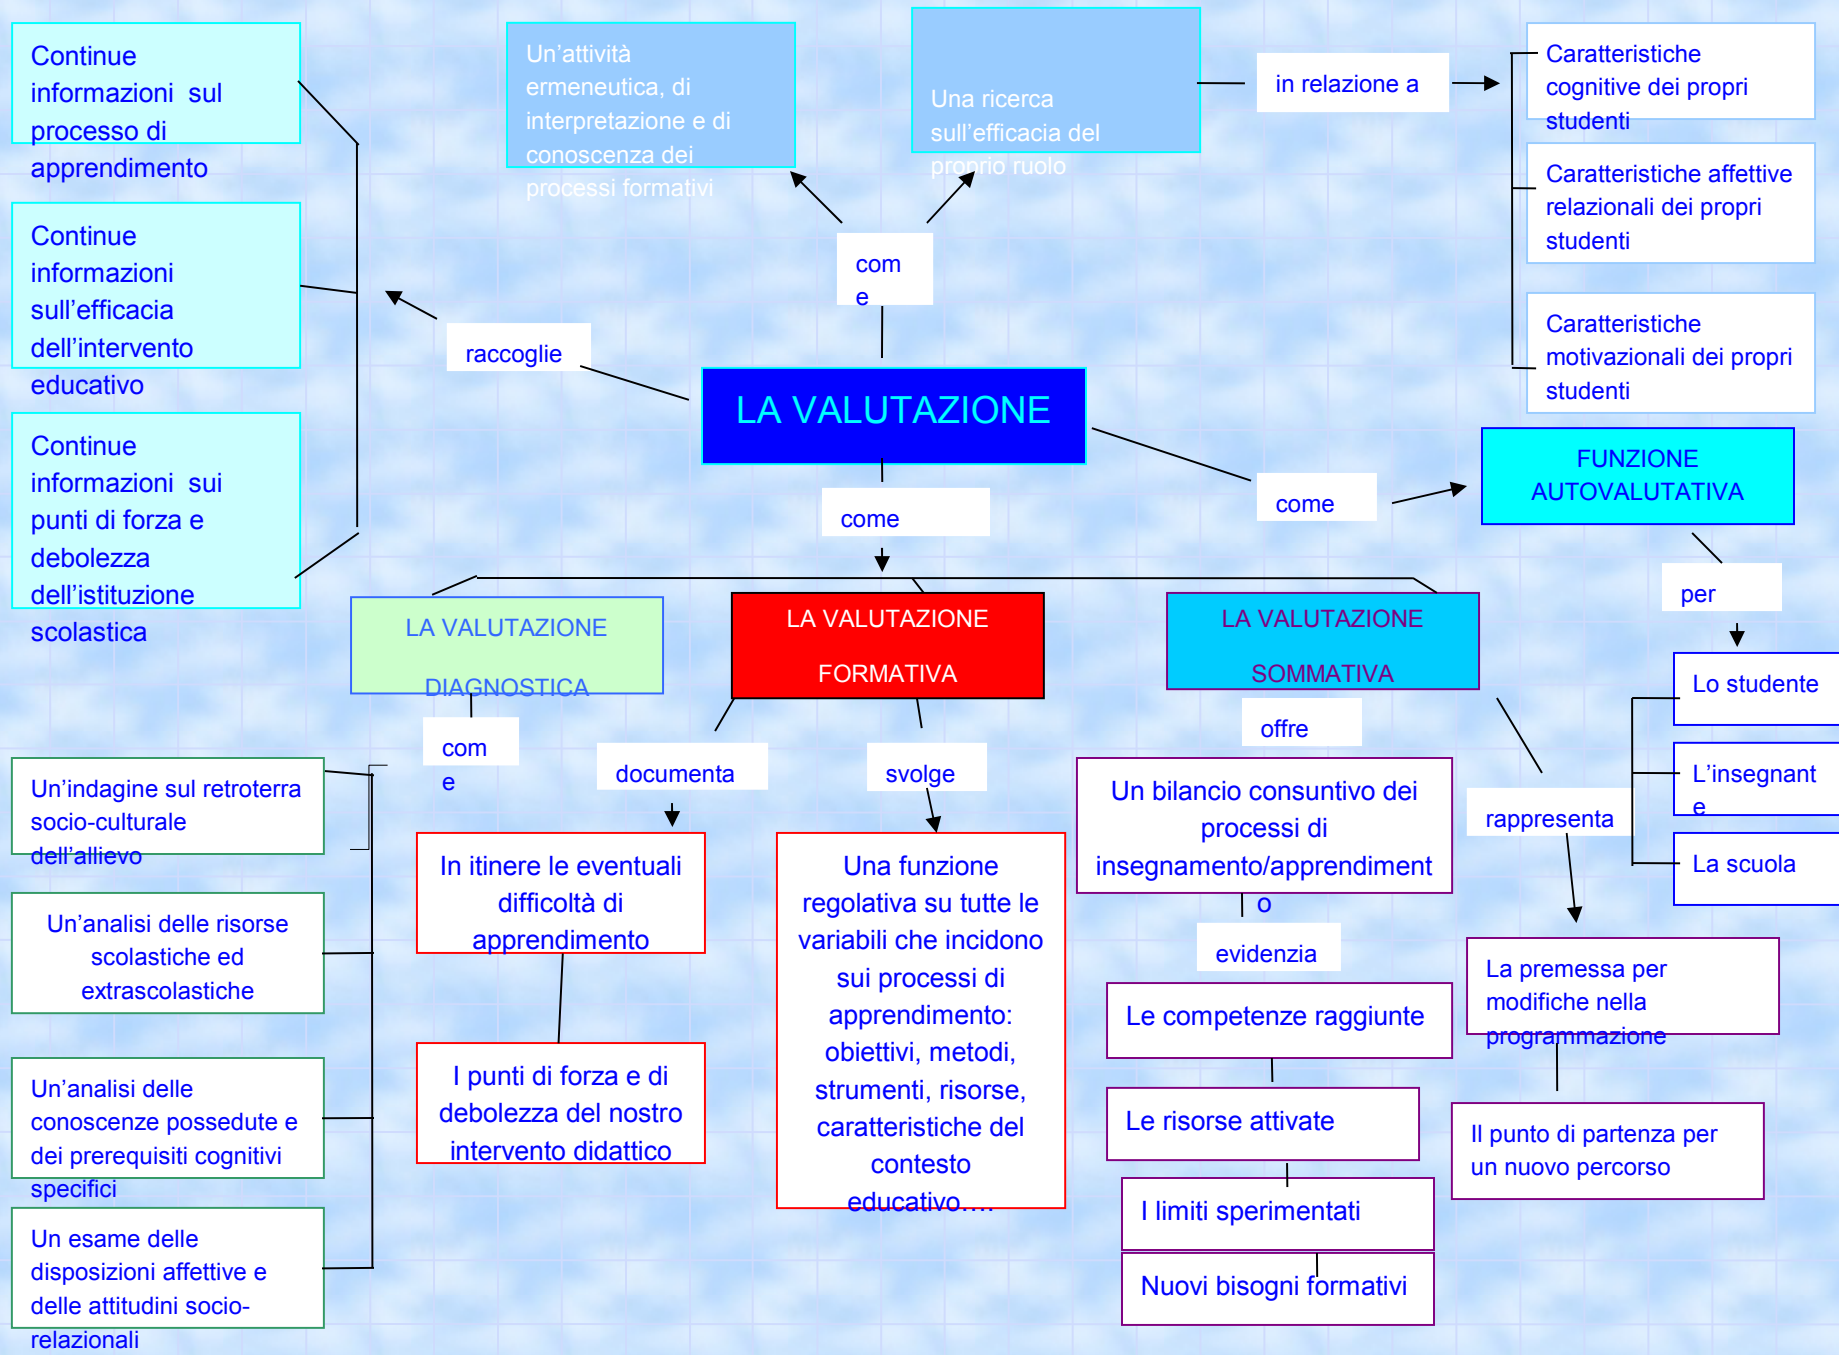 Continue
informazioni  sul
processo di
apprendimento
Un'attività
ermeneutica, di
interpretazione e di
conoscenza dei
processi formativi
Una ricerca
sull'efficacia del
proprio ruolo
in relazione a
Caratteristiche
cognitive dei propri
studenti
Caratteristiche affettive
relazionali dei propri
studenti
Caratteristiche
motivazionali dei propri
studenti
Continue
informazioni
sull'efficacia
dell'intervento
educativo
com
e
raccoglie
LA VALUTAZIONE
Continue
informazioni  sui
punti di forza e
debolezza
dell'istituzione
scolastica
come
come
FUNZIONE
AUTOVALUTATIVA
per
Lo studente
L'insegnant
e
La scuola
LA VALUTAZIONE
DIAGNOSTICA
LA VALUTAZIONE
FORMATIVA
LA VALUTAZIONE
SOMMATIVA
com
e
documenta
svolge
offre
rappresenta
Un'indagine sul retroterra
socio-culturale
dell'allievo
Un'analisi delle risorse
scolastiche ed
extrascolastiche
Un'analisi delle
conoscenze possedute e
dei prerequisiti cognitivi
specifici
Un esame delle
disposizioni affettive e
delle attitudini socio-
relazionali
In itinere le eventuali
difficoltà di
apprendimento
I punti di forza e di
debolezza del nostro
intervento didattico
Una funzione
regolativa su tutte le
variabili che incidono
sui processi di
apprendimento:
obiettivi, metodi,
strumenti, risorse,
caratteristiche del
contesto
educativo….
Un bilancio consuntivo dei
processi di
insegnamento/apprendiment
o
evidenzia
Le competenze raggiunte
Le risorse attivate
I limiti sperimentati
Nuovi bisogni formativi
La premessa per
modifiche nella
programmazione
Il punto di partenza per
un nuovo percorso